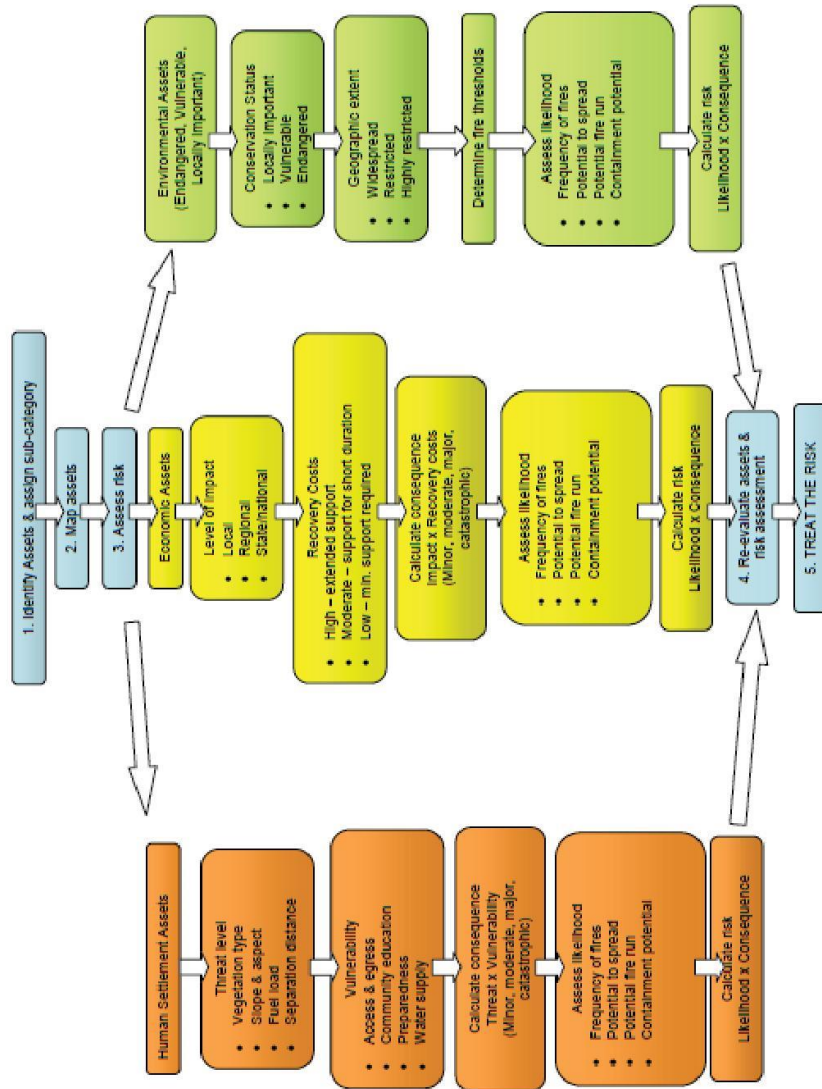 1. Identify Assets & assign sub-category
2. Map assets
3. Assess risk
Human Settlement Assets
Threat level
• Vegetation type
• Slope & aspect
• Fuel load
• Separation distance
Vulnerability
• Access & egress
• Community education
• Preparedness
• Water supply
Calculate consequence
Threat x Vulnerability
(Minor, moderate, major,
catastrophic)
Assess likelihood
• Frequency of fires
• Potential to spread
• Potential fire run
• Containment potential
Calculate risk
Likelihood x Consequence
Economic Assets
Level of Impact
• Local
• Regional
• State/national
Recovery Costs
• High – extended support
• Moderate – support for short duration
• Low – min. support required
Calculate consequence
Impact x Recovery costs
(Minor, moderate, major,
catastrophic)
Assess likelihood
• Frequency of fires
• Potential to spread
• Potential fire run
• Containment potential
Calculate risk
Likelihood x Consequence
Environmental Assets
(Endangered, Vulnerable,
Locally Important)
Conservation Status
• Locally Important
• Vulnerable
• Endangered
Geographic extent
• Widespread
• Restricted
• Highly restricted
Determine fire thresholds
Assess likelihood
• Frequency of fires
• Potential to spread
• Potential fire run
• Containment potential
Calculate risk
Likelihood x Consequence
4. Re-evaluate assets &
risk assessment
5. TREAT THE RISK